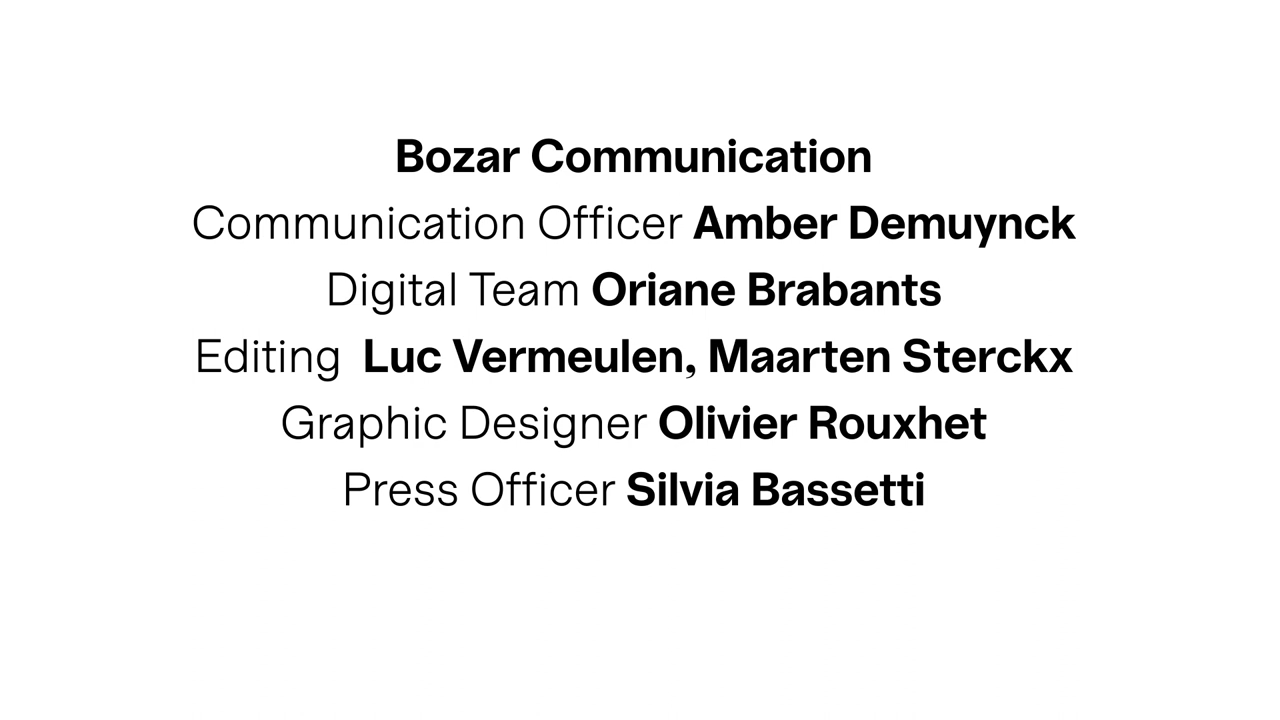 Bozar Communication
Communication Officer Amber Demuynck
Digital Team Oriane Brabants
Editing  Luc Vermeulen, Maarten Sterckx
Graphic Designer Olivier Rouxhet
Press Officer Silvia Bassetti